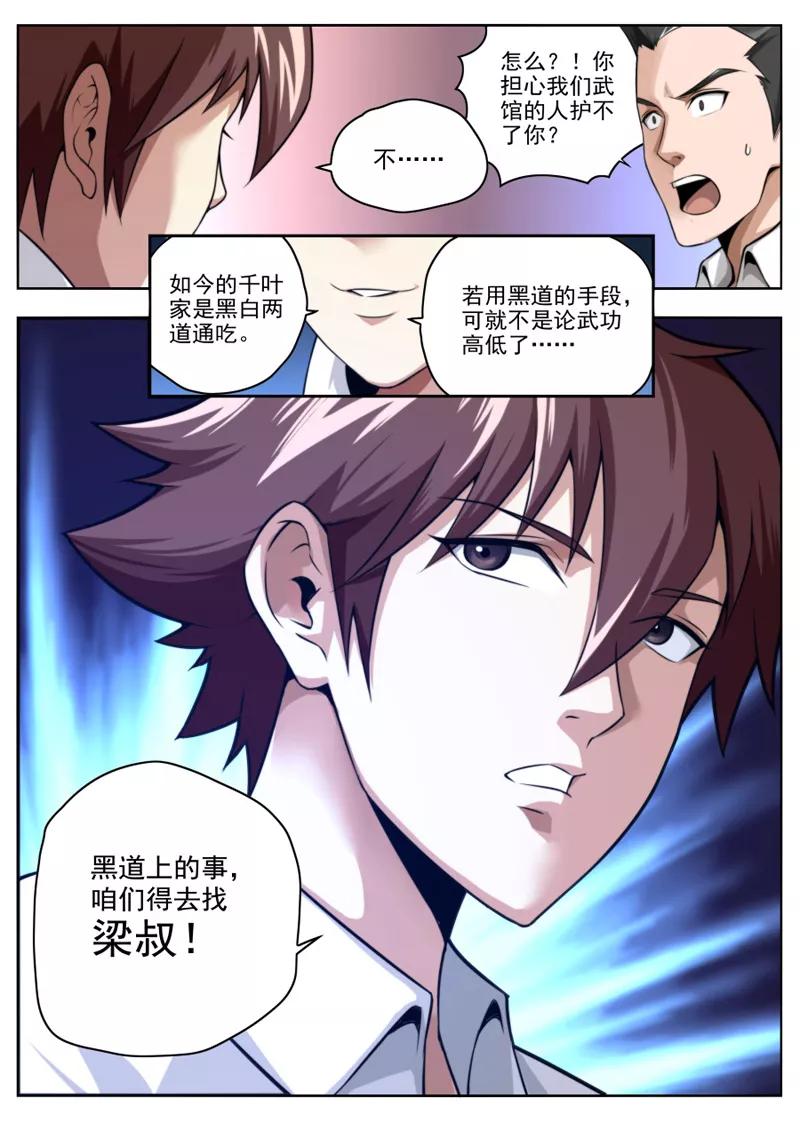 怎么？！你
担心我们武
馆的人护不
了你？
不……
如今的千叶
家是黑白两
道通吃。
若用黑道的手段，
可就不是论武功
高低了……
黑道上的事，
咱们得去找
梁叔！